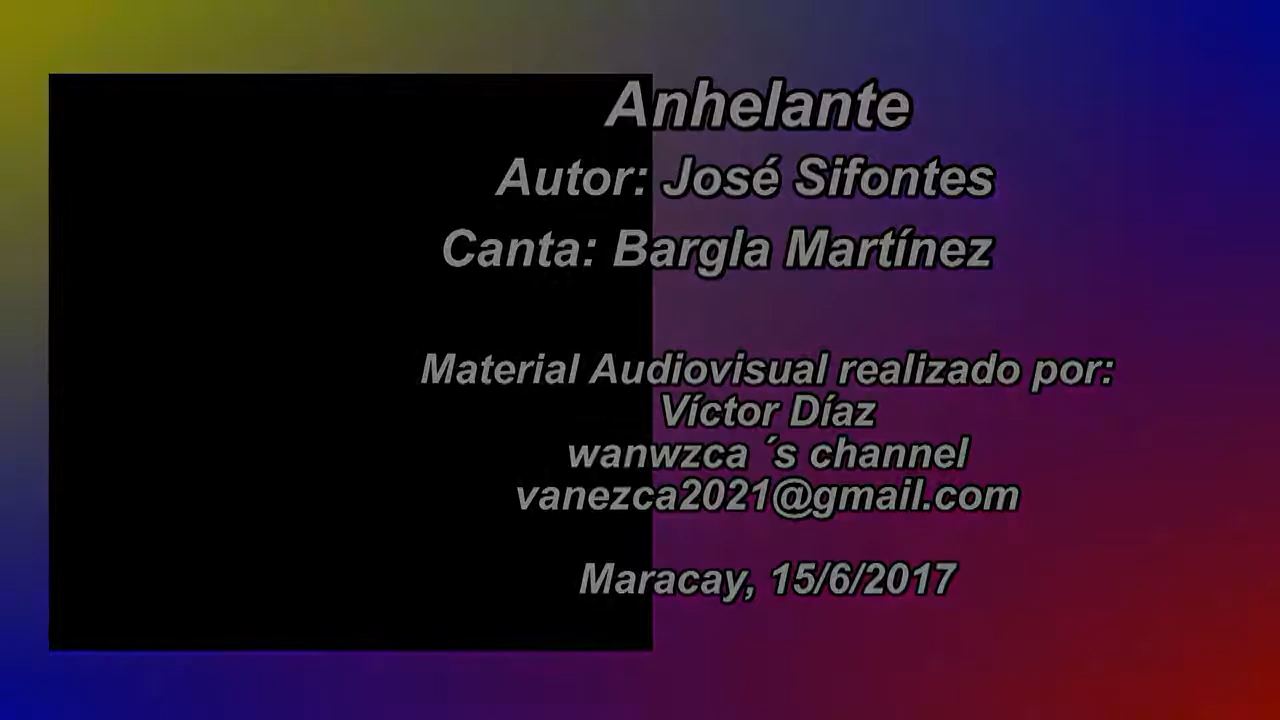 Anhelante
Autor: José Sifontes
Canta: Bargla Martínez
Material Audiovisual realizado por:
Víctor Díaz
wanwzca ´s channel
vanezca2021@gmail.com
Maracay, 15/6/2017